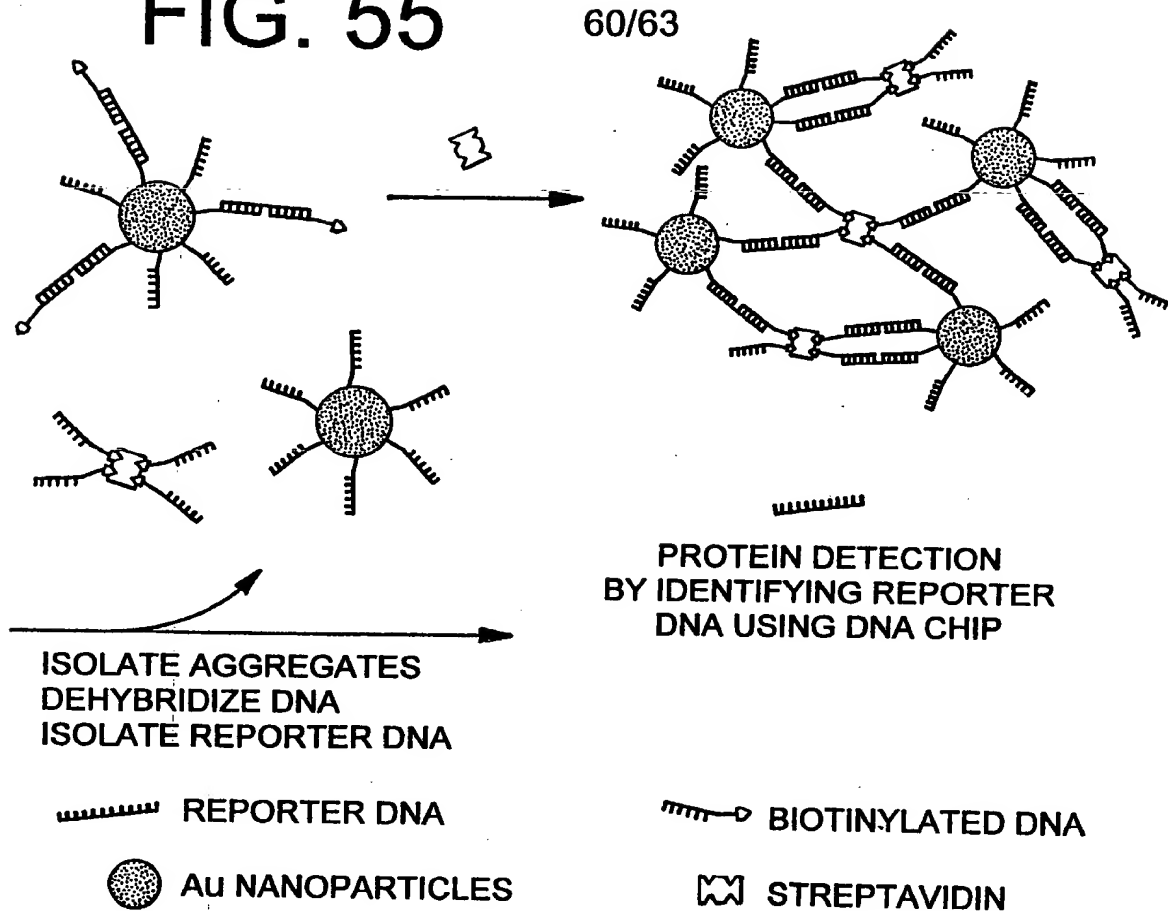 FIG. 55
60/63
PROTEIN DETECTION
BY IDENTIFYING REPORTER
DNA USING DNA CHIP
ISOLATE AGGREGATES
DEHYBRIDIZE DNA
ISOLATE REPORTER DNA
REPORTER DNA
BIOTINYLATED DNA
Au NANOPARTICLES
STREPTAVIDIN